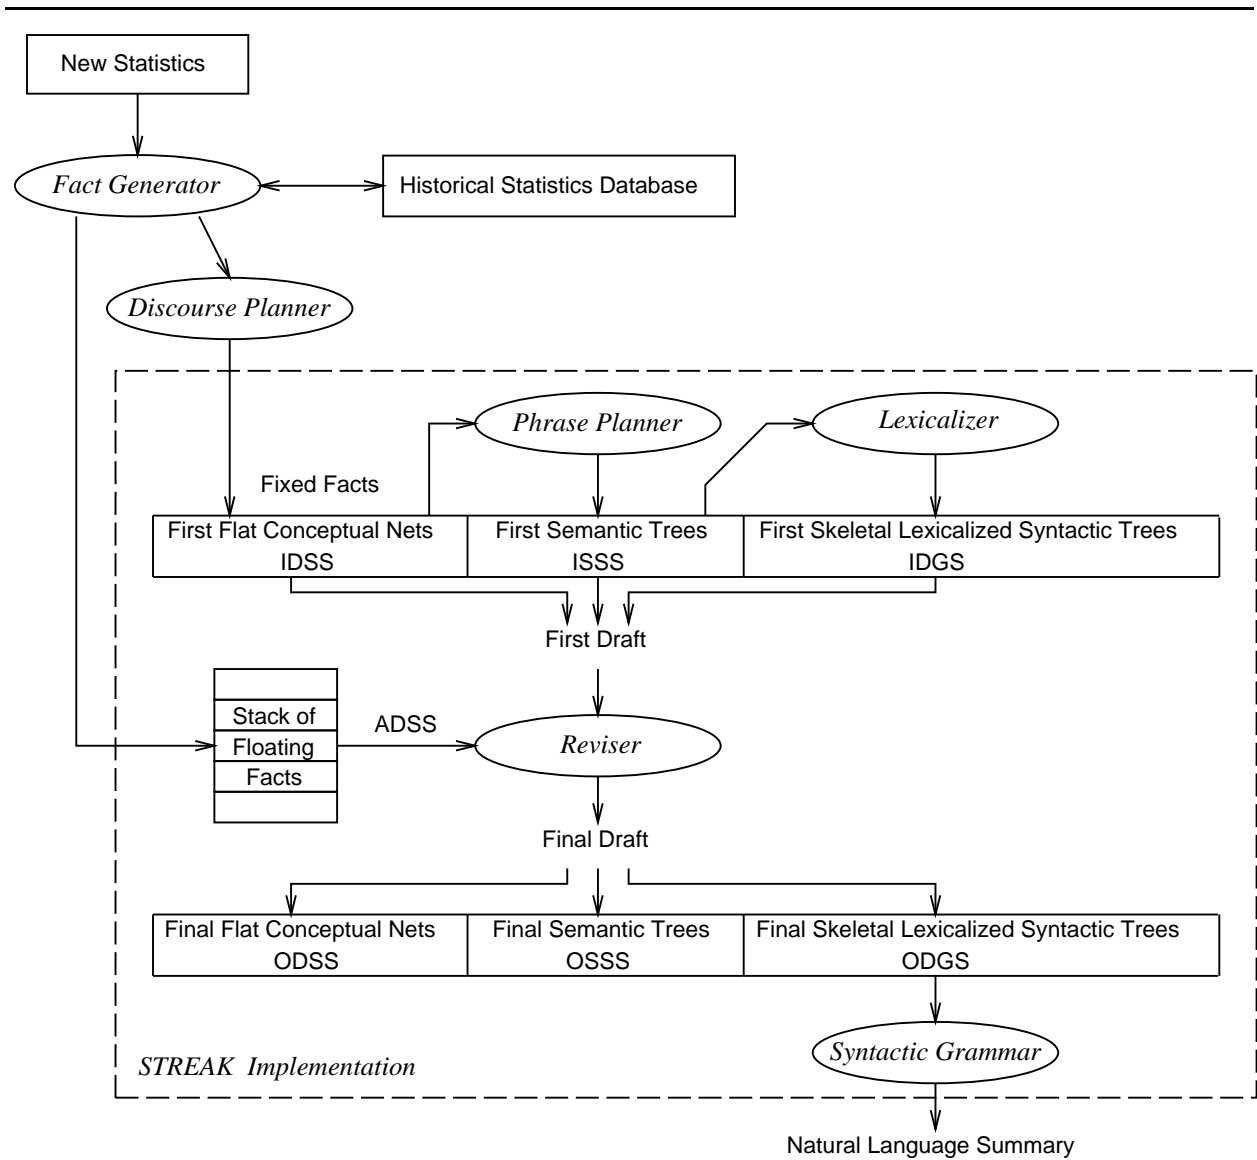 New Statistics
Fact Generator
Historical Statistics Database
Discourse Planner
Phrase Planner
Lexicalizer
Fixed Facts
First Flat Conceptual Nets
IDSS
First Semantic Trees
ISSS
First Skeletal Lexicalized Syntactic Trees
IDGS
First Draft
Stack of
Floating
Facts
ADSS
Reviser
Final Draft
Final Flat Conceptual Nets
ODSS
Final Semantic Trees
OSSS
Final Skeletal Lexicalized Syntactic Trees
ODGS
Syntactic Grammar
STREAK Implementation
Natural Language Summary